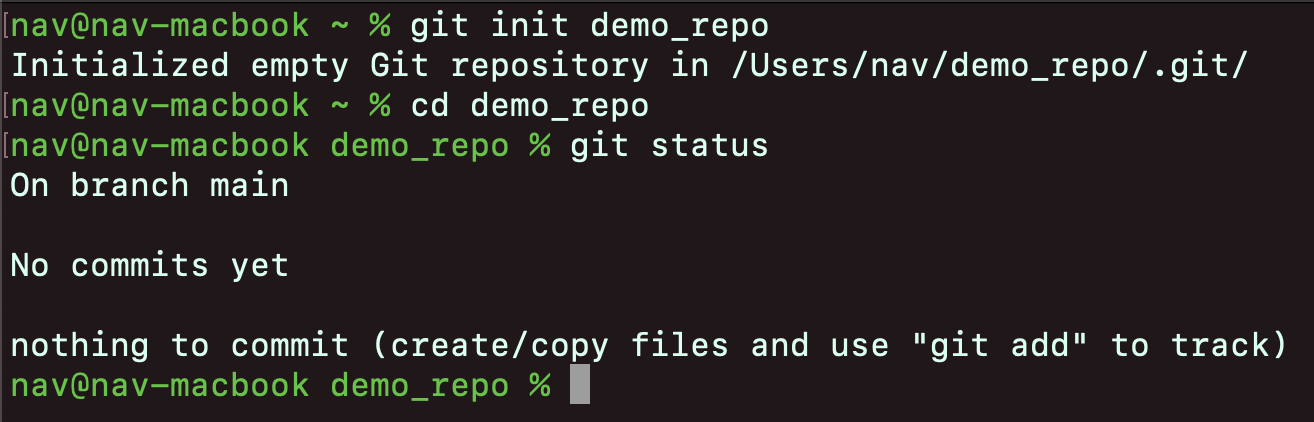 nav@nav-macbook ~ % git init demo_repo
Initialized empty Git repository in /Users/nav/demo_repo/.git/
nav@nav-macbook ~ % cd demo_repo
nav@nav-macbook demo_repo % git status
On branch main
No commits yet
nothing to commit (create/copy files and use "git add" to track)
nav@nav-macbook demo_repo %